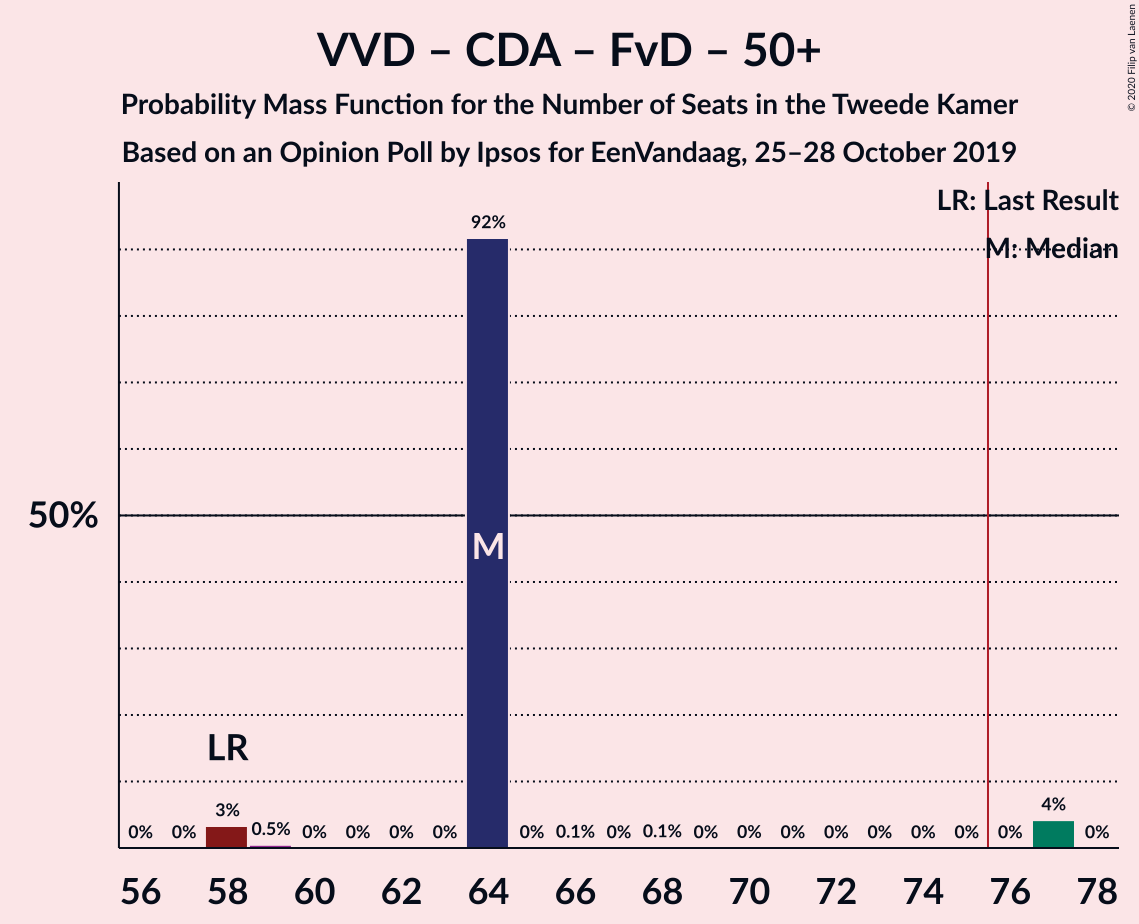 VVD – CDA – FvD – 50+
Probability Mass Function for the Number of Seats in the Tweede Kamer
Based on an Opinion Poll by Ipsos for EenVandaag, 25–28 October 2019
© 2020 Filip van Laenen
LR: Last Result
M: Median
92%
50%
M
LR
0% 0% 3% 0.5% 0% 0% 0% 0% 0% 0.1% 0% 0.1% 0% 0% 0% 0% 0% 0% 0% 0% 4% 0%
56 58 60 62 64 66 68 70 72 74 76 78